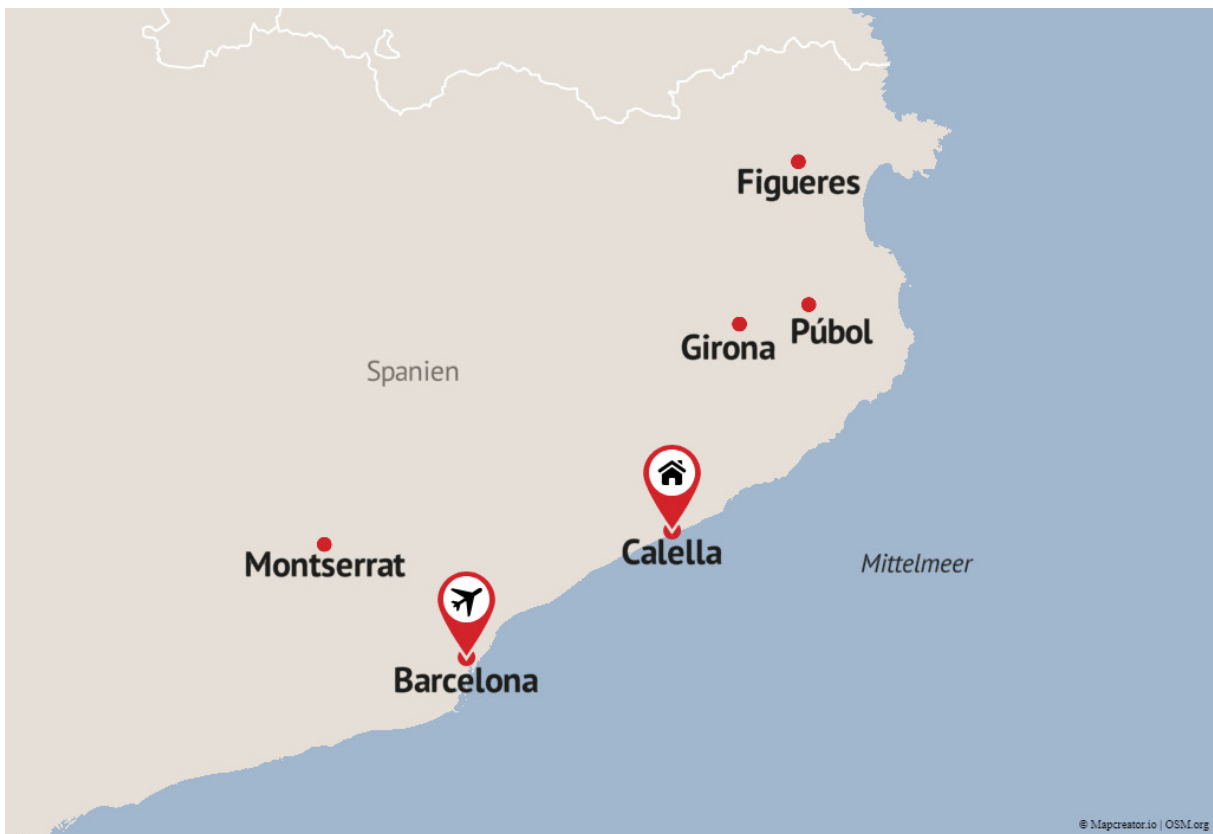 Figueres
Púbol
Girona
Spanien
Calella
Montserrat
Mittelmeer
Barcelona
© Mapcreator.io | OSM.org